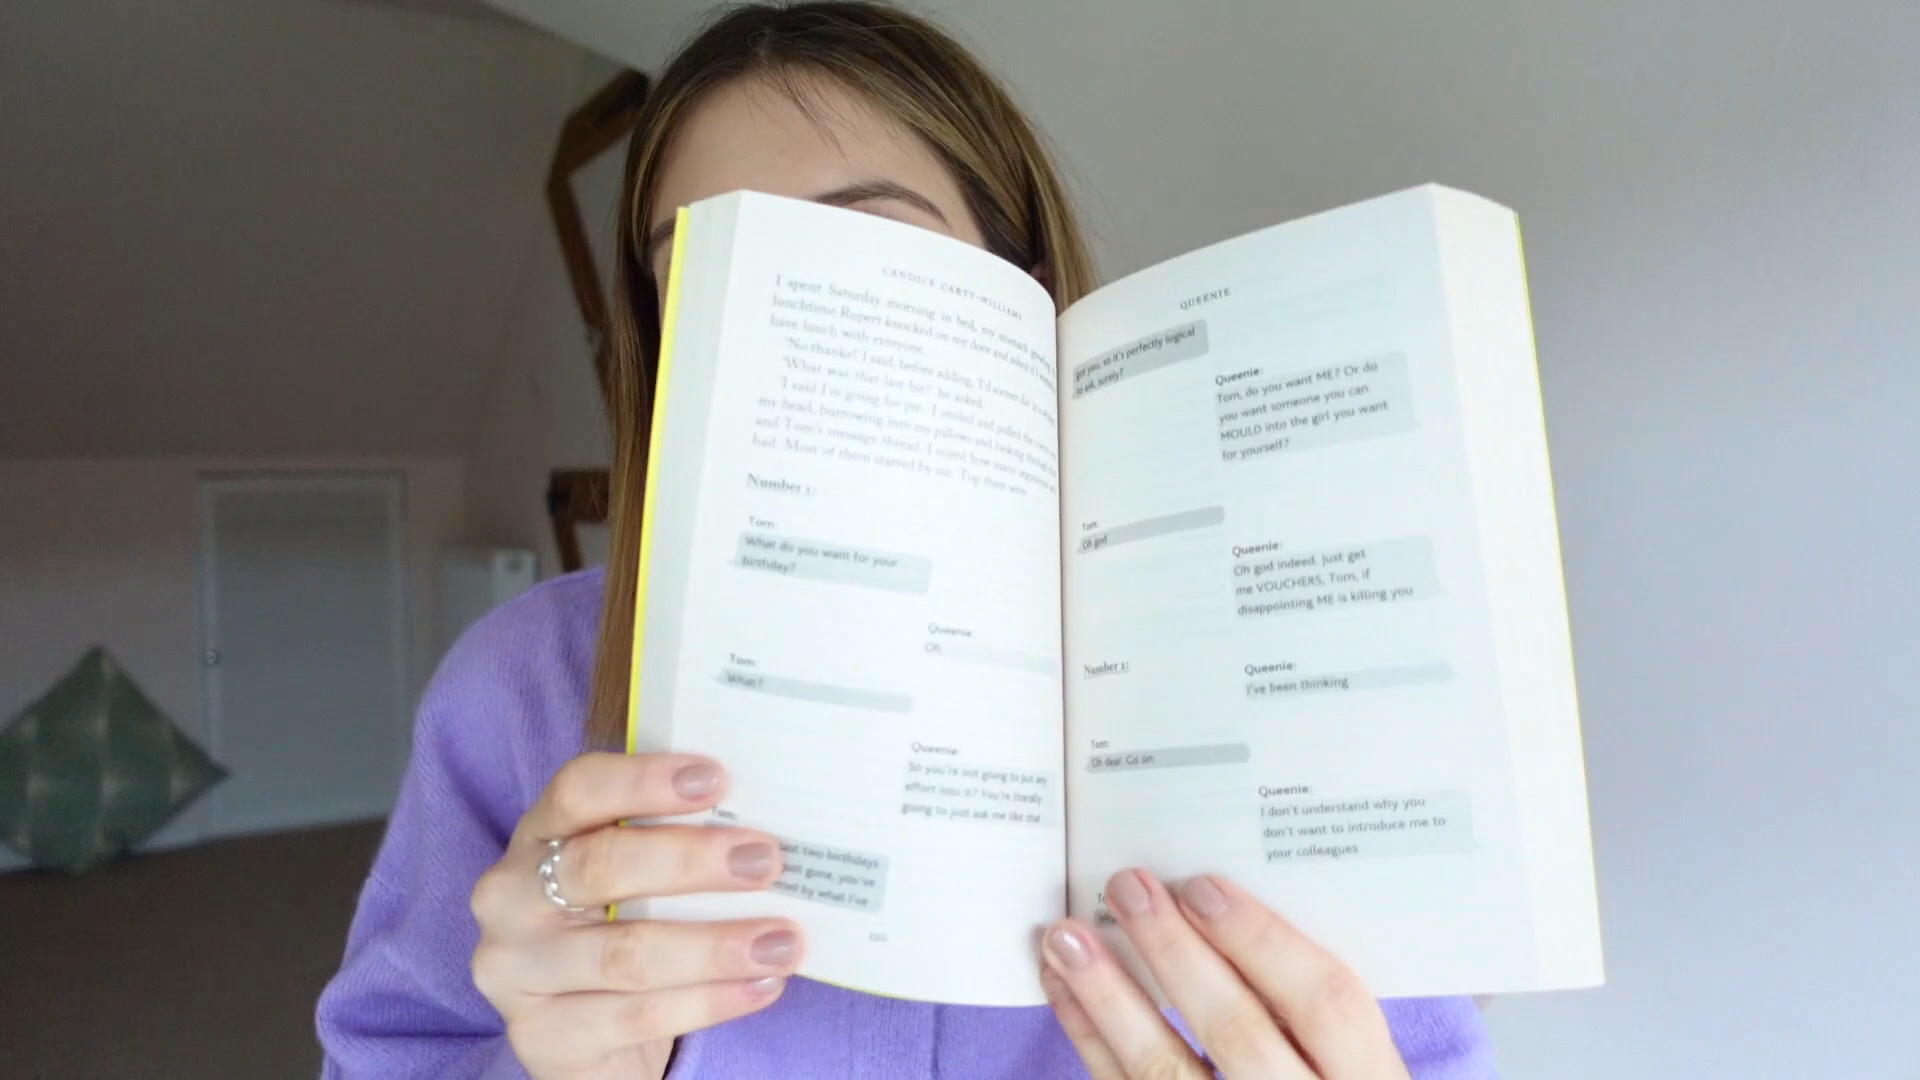 CANDICE CARTY-WILLIAMS
I spent Saturday morning in bed, my stomach
lunchtime Rupert knocked on my door and asked if I
have lunch with everyone.
'No thanks!' I said, before adding, 'I'd sooner die in a
'What was that last bit?' he asked.
'I said I'm going for pie.' I smiled and pulled the covers
my head, burrowing into my pillows and looking through
and Tom's message thread. I noted how many arguments
had. Most of them starred by me. Top three were
Number 1:
Tom:
What do you want for your
birthday?
Queenie
Oh
Tom:
What?
Queenie:
So you're not going to put any
effort into it? You're literally
going to just ask me like that
Tom:
last two birthdays
just gone, you've
by what I've
220
QUEENIE
got you, so it's perfectly logical
to ask, surely?
Queenie:
Tom, do you want ME? Or do
you want someone you can
MOULD into the girl you want
for yourself?
Tom:
Oh god
Queenie:
Oh god indeed. Just get
me VOUCHERS, Tom, if
disappointing ME is killing you
Number 2:
Queenie:
I've been thinking
Tom:
Oh dear. Go on
Queenie:
I don't understand why you
don't want to introduce me to
your colleagues